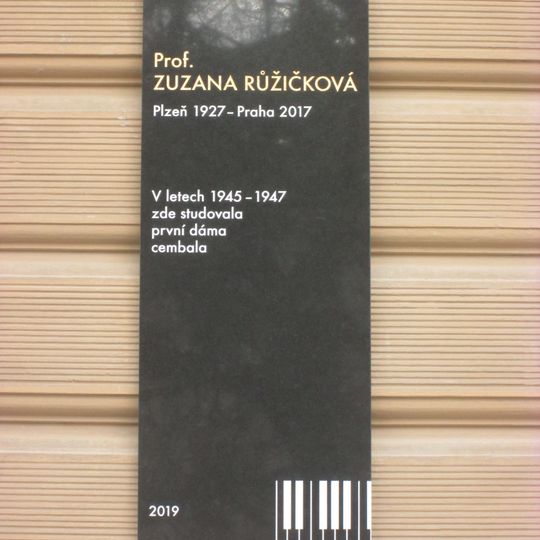 Prof.
ZUZANA RŮŽIČKOVÁ
Plzeň 1927 – Praha 2017
V letech 1945 – 1947
zde studovala
první dáma
cembala
2019